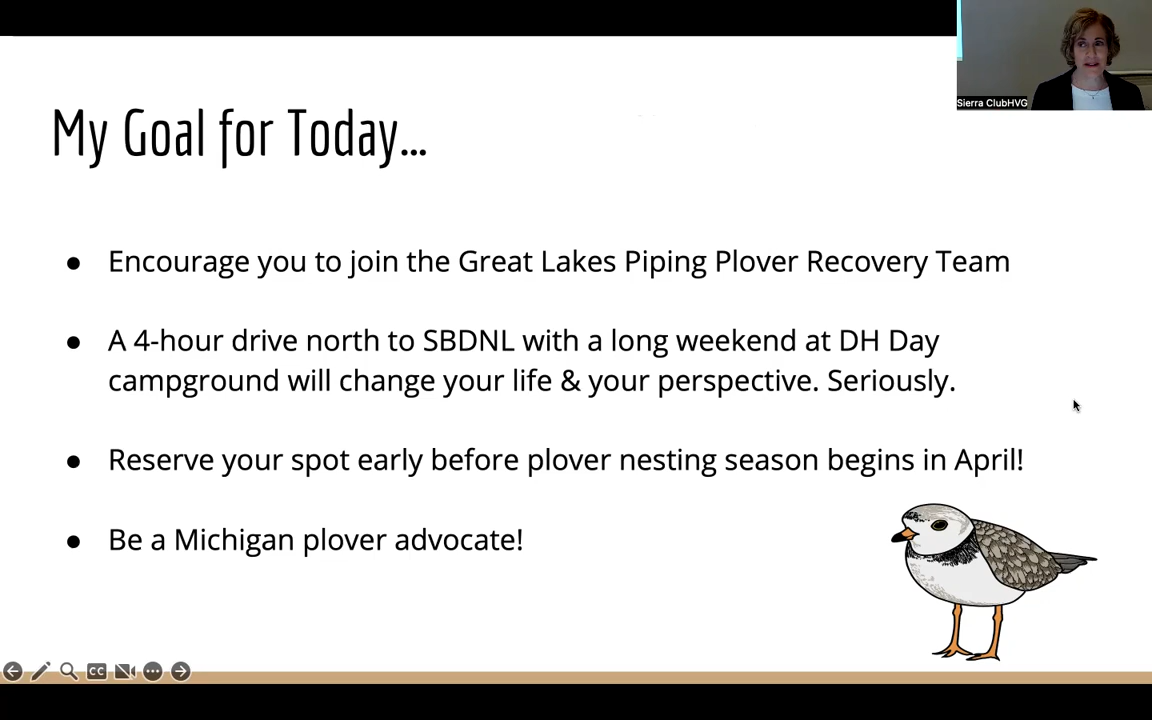 Sierra ClubHVG
My Goal for Today...
● Encourage you to join the Great Lakes Piping Plover Recovery Team
● A 4-hour drive north to SBDNL with a long weekend at DH Day
campground will change your life & your perspective. Seriously.
● Reserve your spot early before plover nesting season begins in April!
● Be a Michigan plover advocate!
CC